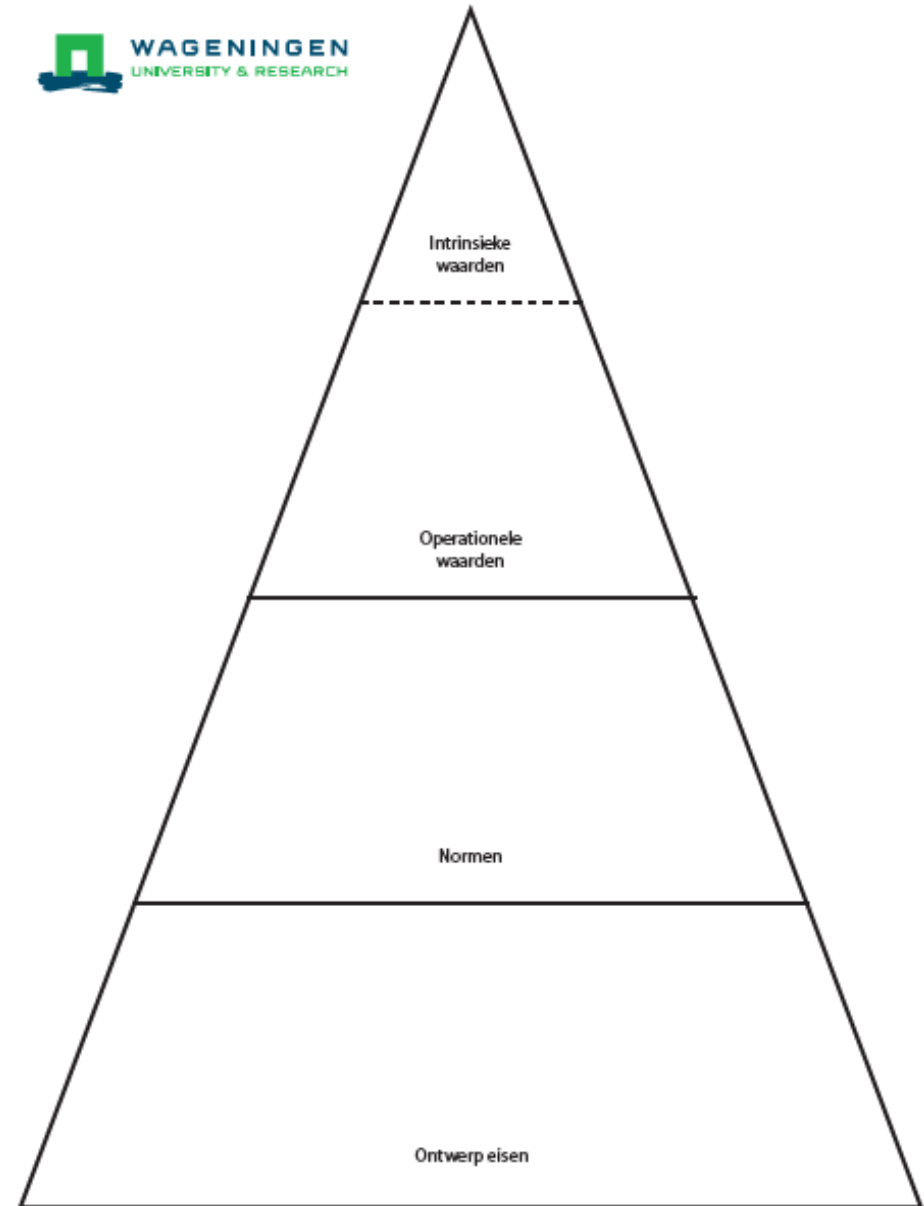 WAGENINGEN
UNIVERSITY & RESEARCH
Intrinsieke
waarden
Operationele
waarden
Normen
Ontwerp eisen